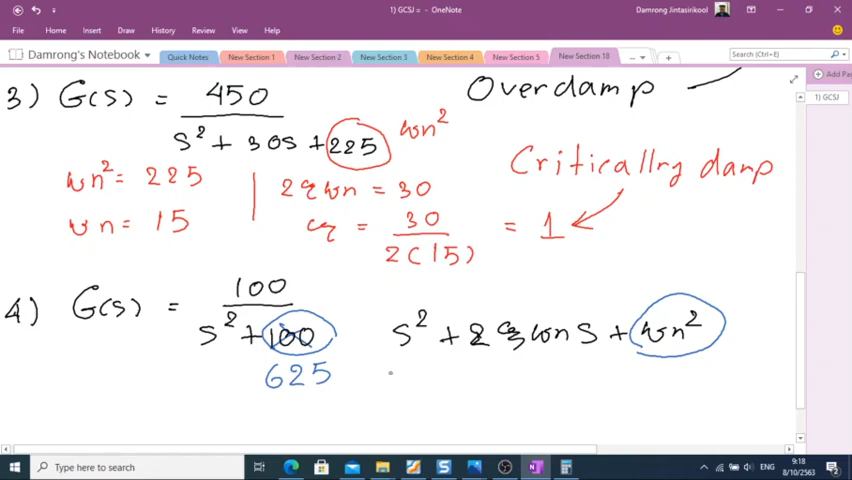 1) GCSJ = - OneNote
Damrong Jintasirikool
File Home Insert Draw History Review View Help
Damrong's Notebook Quick Notes New Section 1 New Section 2 New Section 3 New Section 4 New Section 5 New Section 18 ... + Search (Ctrl+E)
Add Pa
1) GCSJ
3) G(S) = 450
Overdamp
S² + 30S + 225 ωn²
ωn² = 225 2ζωn = 30 Criticallry damp
ωn = 15 ζ = 30 = 1
2(15)
4) G(S) = 100
S² + 100 S² + 2ζωnS + ωn²
625
Type here to search
ENG
9:18
8/10/2563